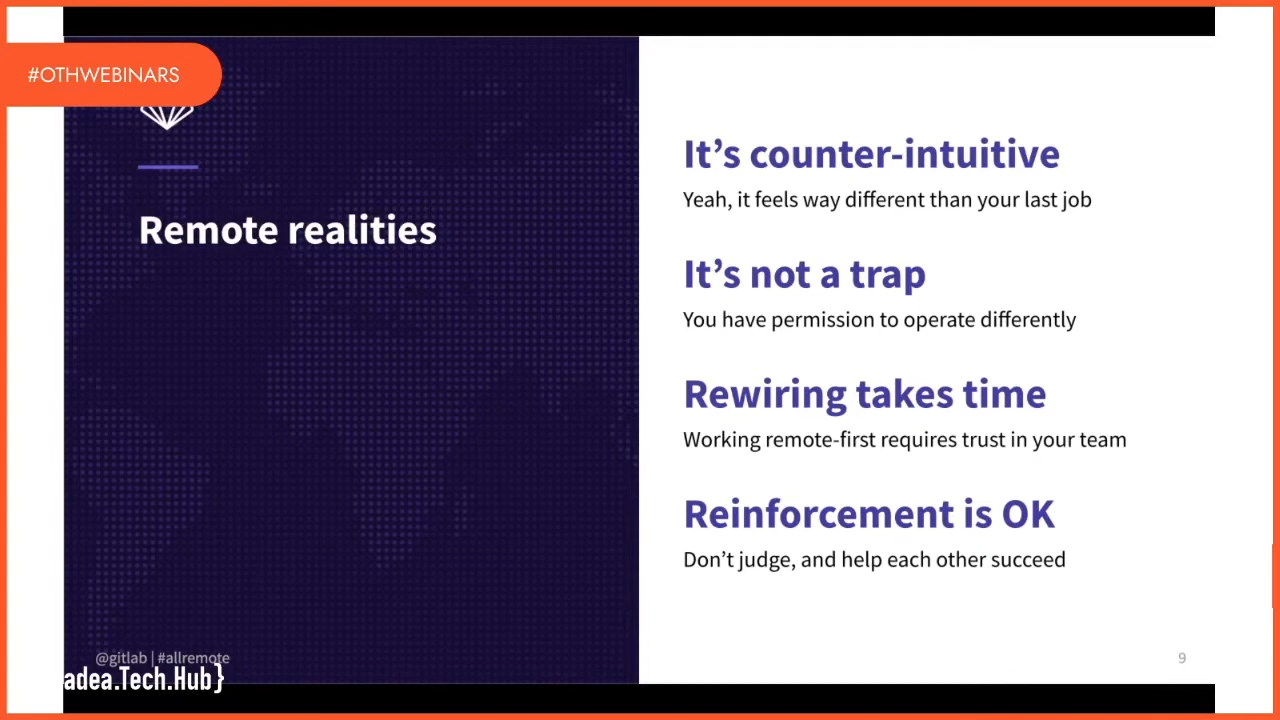 #OTHWEBINARS
Remote realities
It’s counter-intuitive
Yeah, it feels way different than your last job
It’s not a trap
You have permission to operate differently
Rewiring takes time
Working remote-first requires trust in your team
Reinforcement is OK
Don’t judge, and help each other succeed
@gitlab | #allremote
9
adea.Tech.Hub}